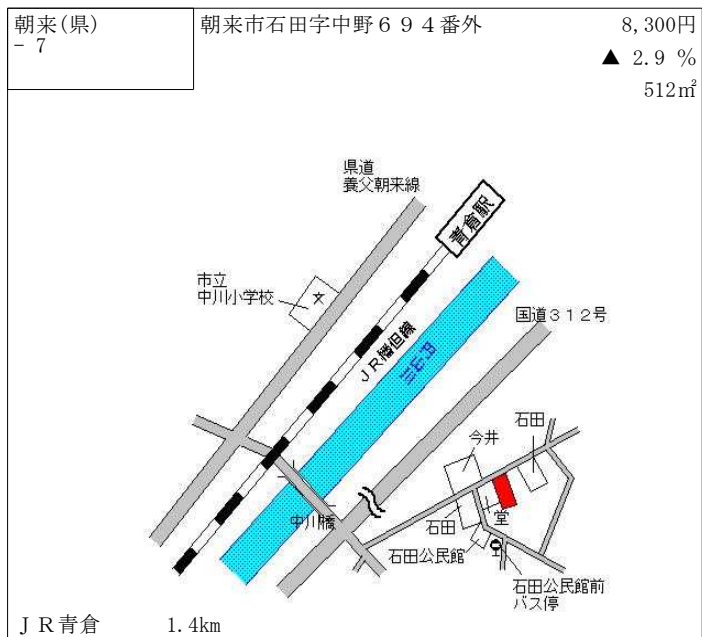 朝来(県)
－７
朝来市石田字中野６９４番外
8,300円
▲ 2.9 %
512㎡
県道
養父朝来線
青倉駅
市立
中川小学校
文
国道３１２号
ＪＲ播但線
円山川
石田
今井
中川橋
石田
堂
石田公民館
石田公民館前
バス停
ＪＲ青倉
1.4km